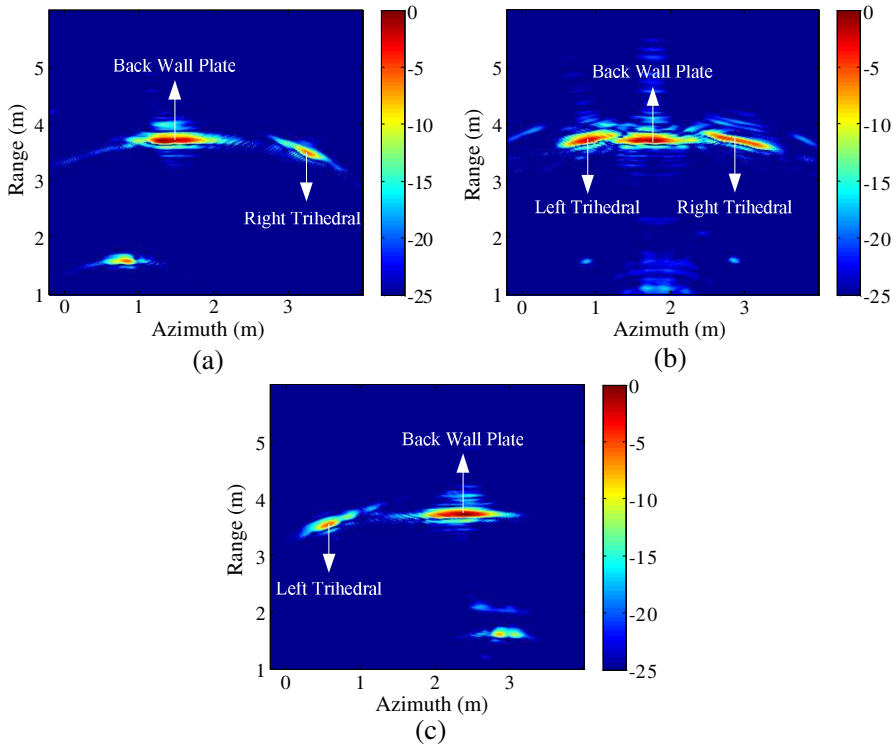 0
5
Back Wall Plate
-5
4
Range (m)
-10
3
Right Trihedral
-15
2
-20
1
-25
0 1 2 3
Azimuth (m)
(a)
0
5
Back Wall Plate
-5
4
Range (m)
-10
3
Left Trihedral Right Trihedral
-15
2
-20
1
-25
0 1 2 3
Azimuth (m)
(b)
0
5
Back Wall Plate
-5
4
Range (m)
-10
3
Left Trihedral
-15
2
-20
1
-25
0 1 2 3
Azimuth (m)
(c)